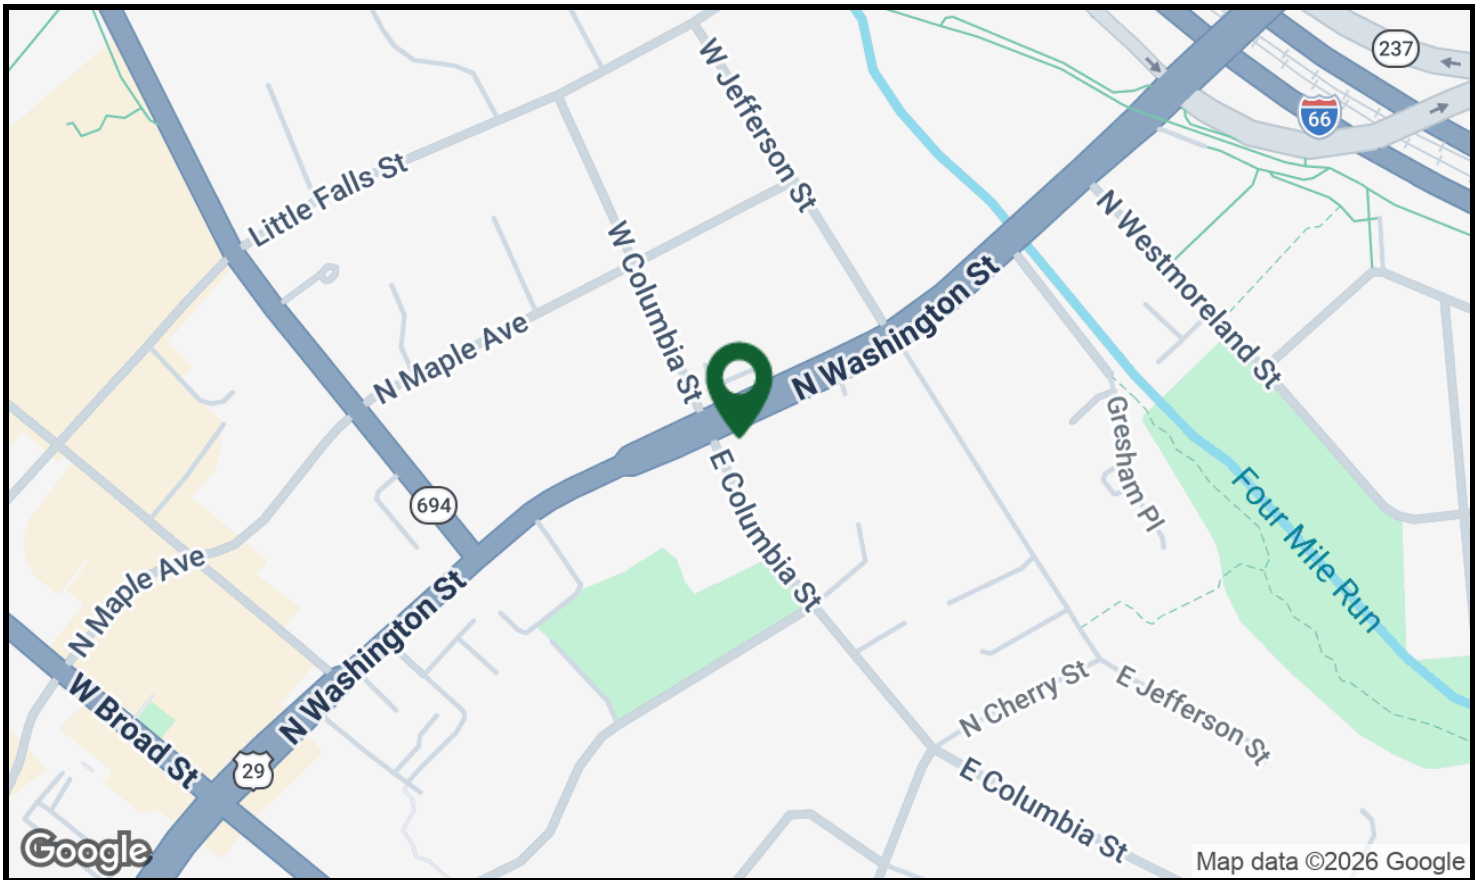 237
66
W Jefferson St
Little Falls St
N Westmoreland St
W Columbia St
N Washington St
N Maple Ave
Gresham Pl
E Columbia St
694
Four Mile Run
N Maple Ave
N Washington St
W Broad St
N Cherry St
E Jefferson St
29
E Columbia St
Google
Map data ©2026 Google